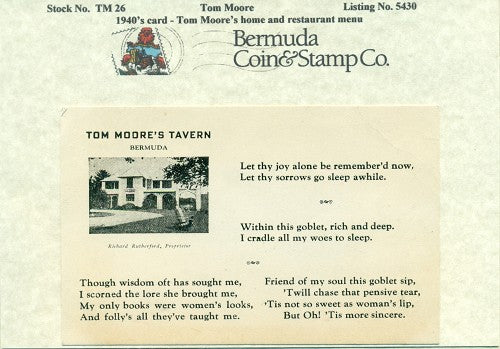 Stock No. TM 26 Tom Moore Listing No. 5430
1940's card - Tom Moore's home and restaurant menu
Bermuda
Coin&Stamp Co.
TOM MOORE'S TAVERN
BERMUDA
Richard Rutherford, Proprietor
Let thy joy alone be remember'd now,
Let thy sorrows go sleep awhile.
Within this goblet, rich and deep.
I cradle all my woes to sleep.
Though wisdom oft has sought me,
I scorned the lore she brought me,
My only books were women's looks,
And folly's all they've taught me.
Friend of my soul this goblet sip,
'Twill chase that pensive tear,
'Tis not so sweet as woman's lip,
But Oh! 'Tis more sincere.